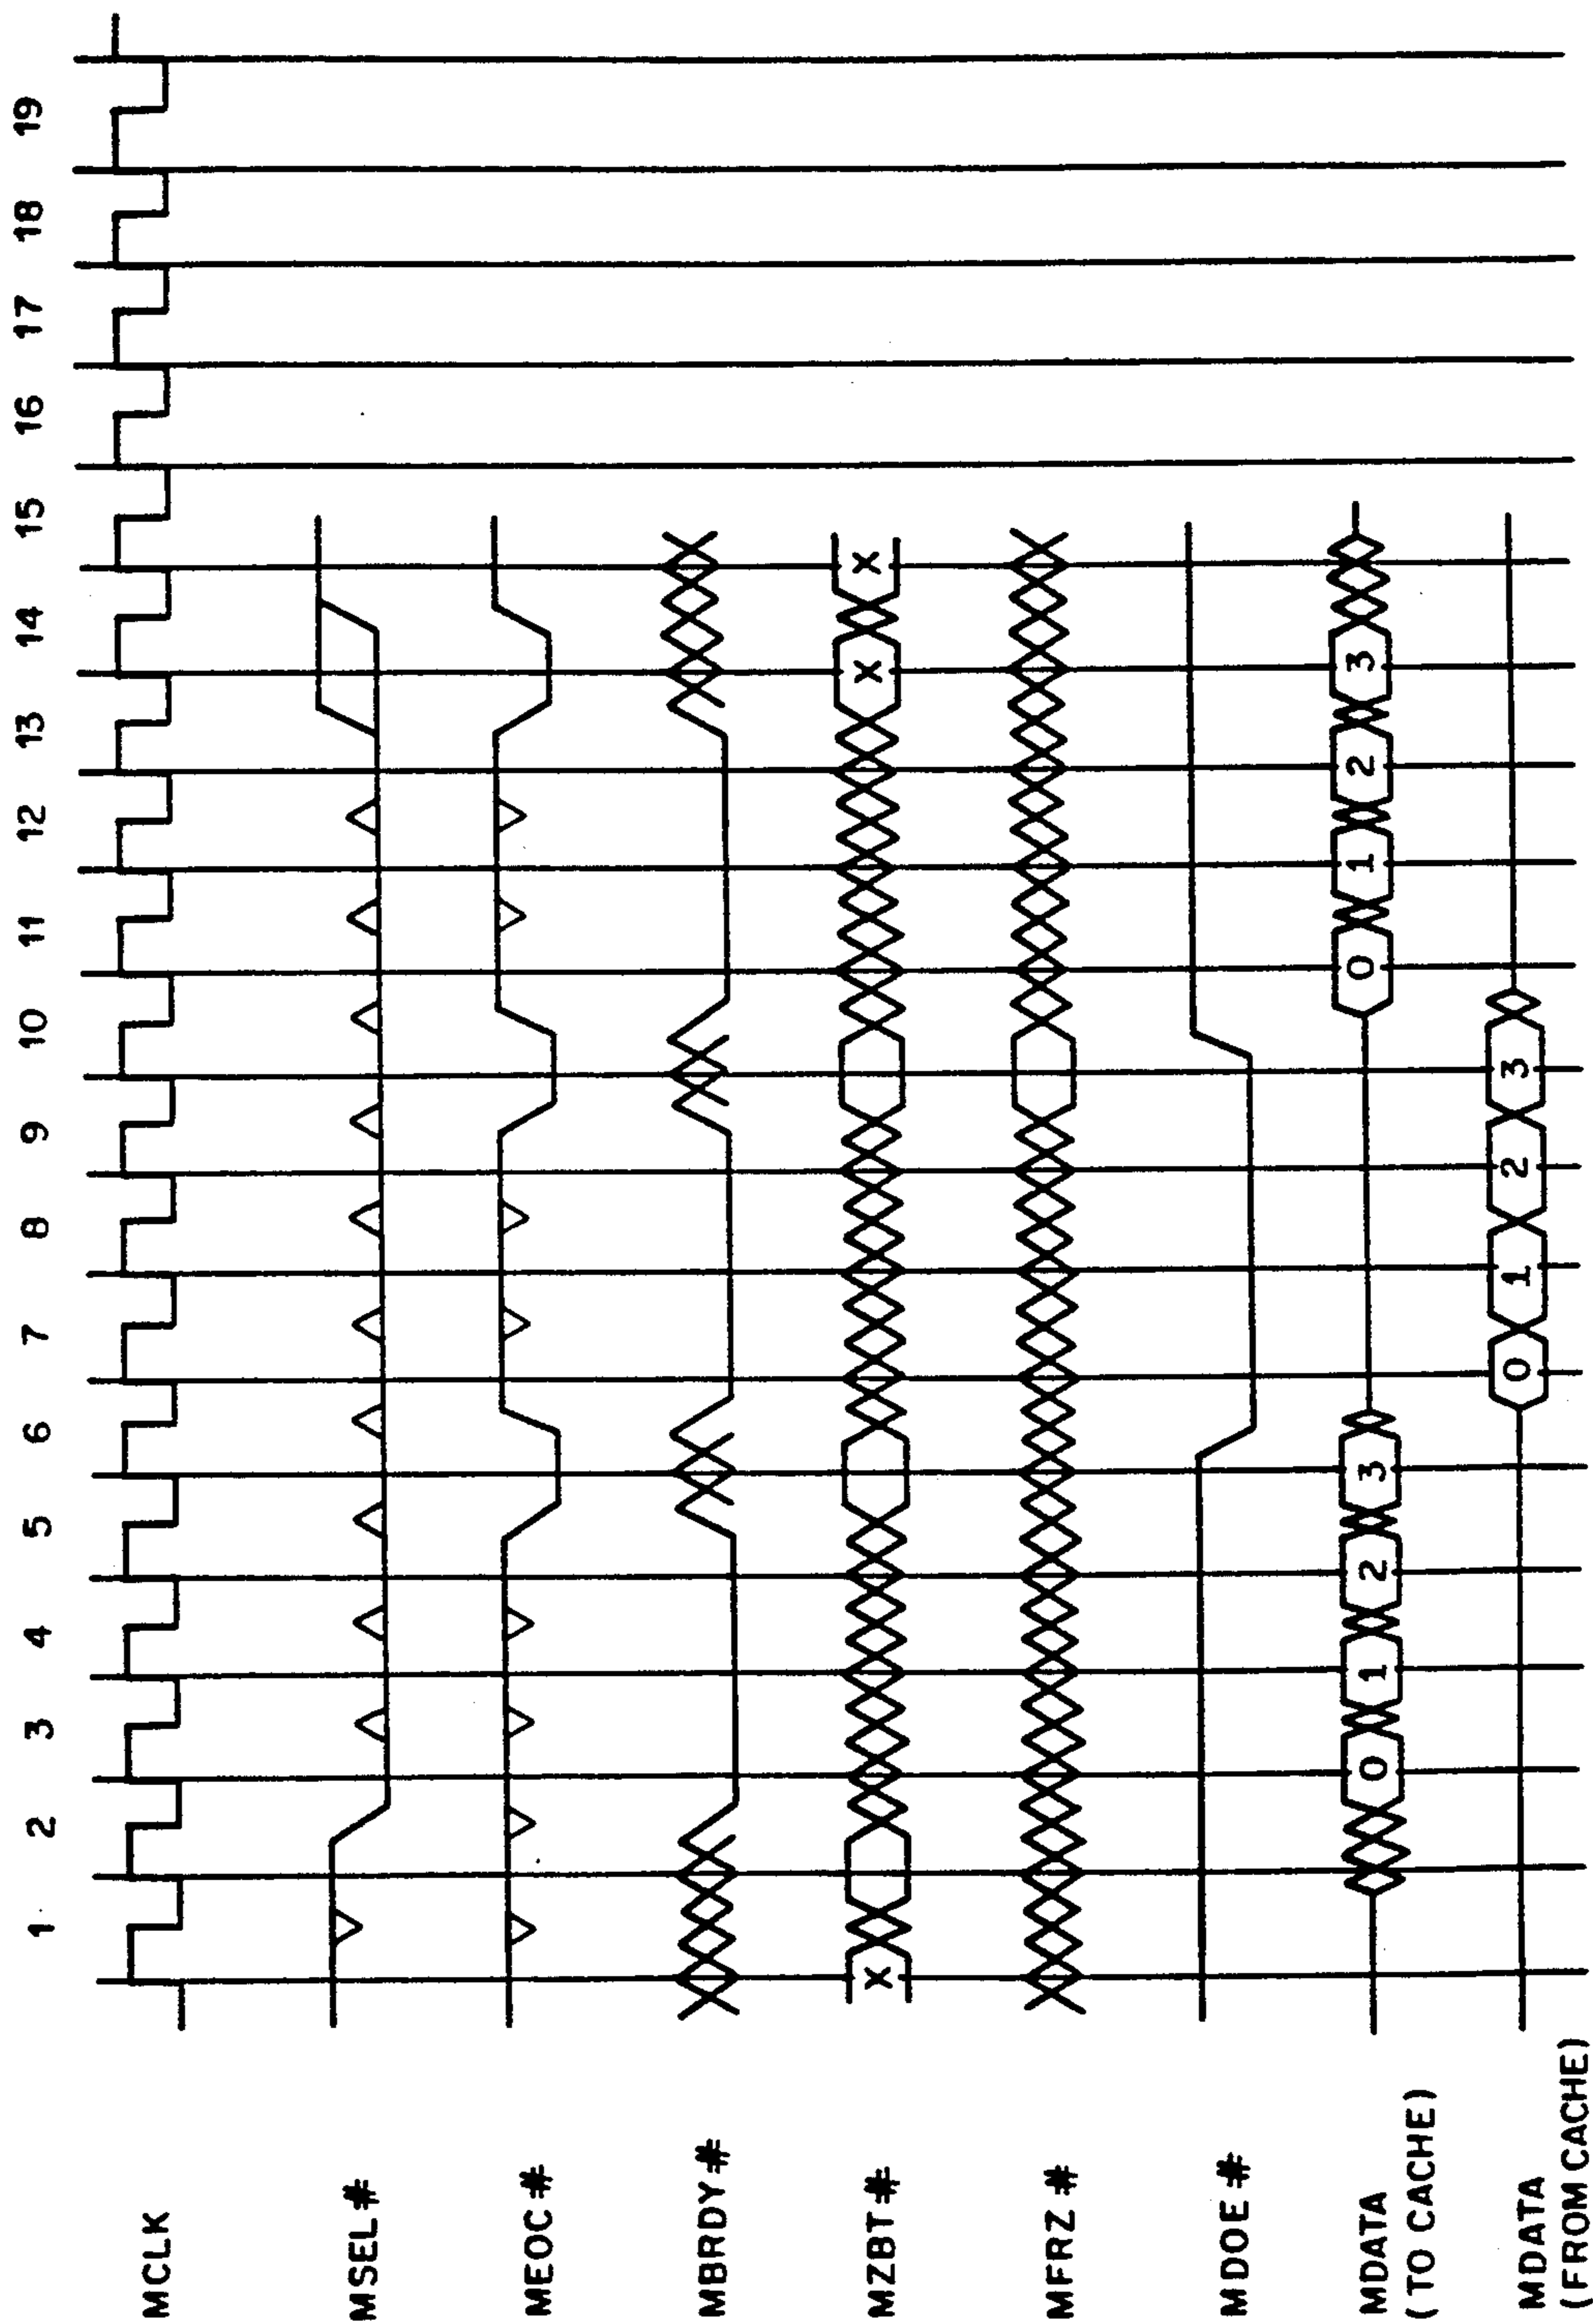 1 2 3 4 5 6 7 8 9 10 11 12 13 14 15 16 17 18 19
MCLK
MSEL#
MEOC#
MBRDY#
MZBT# X X X
MFRZ#
MDOE#
MDATA
(TO CACHE) 0 1 2 3 0 1 2 3
MDATA
(FROM CACHE) 0 1 2 3